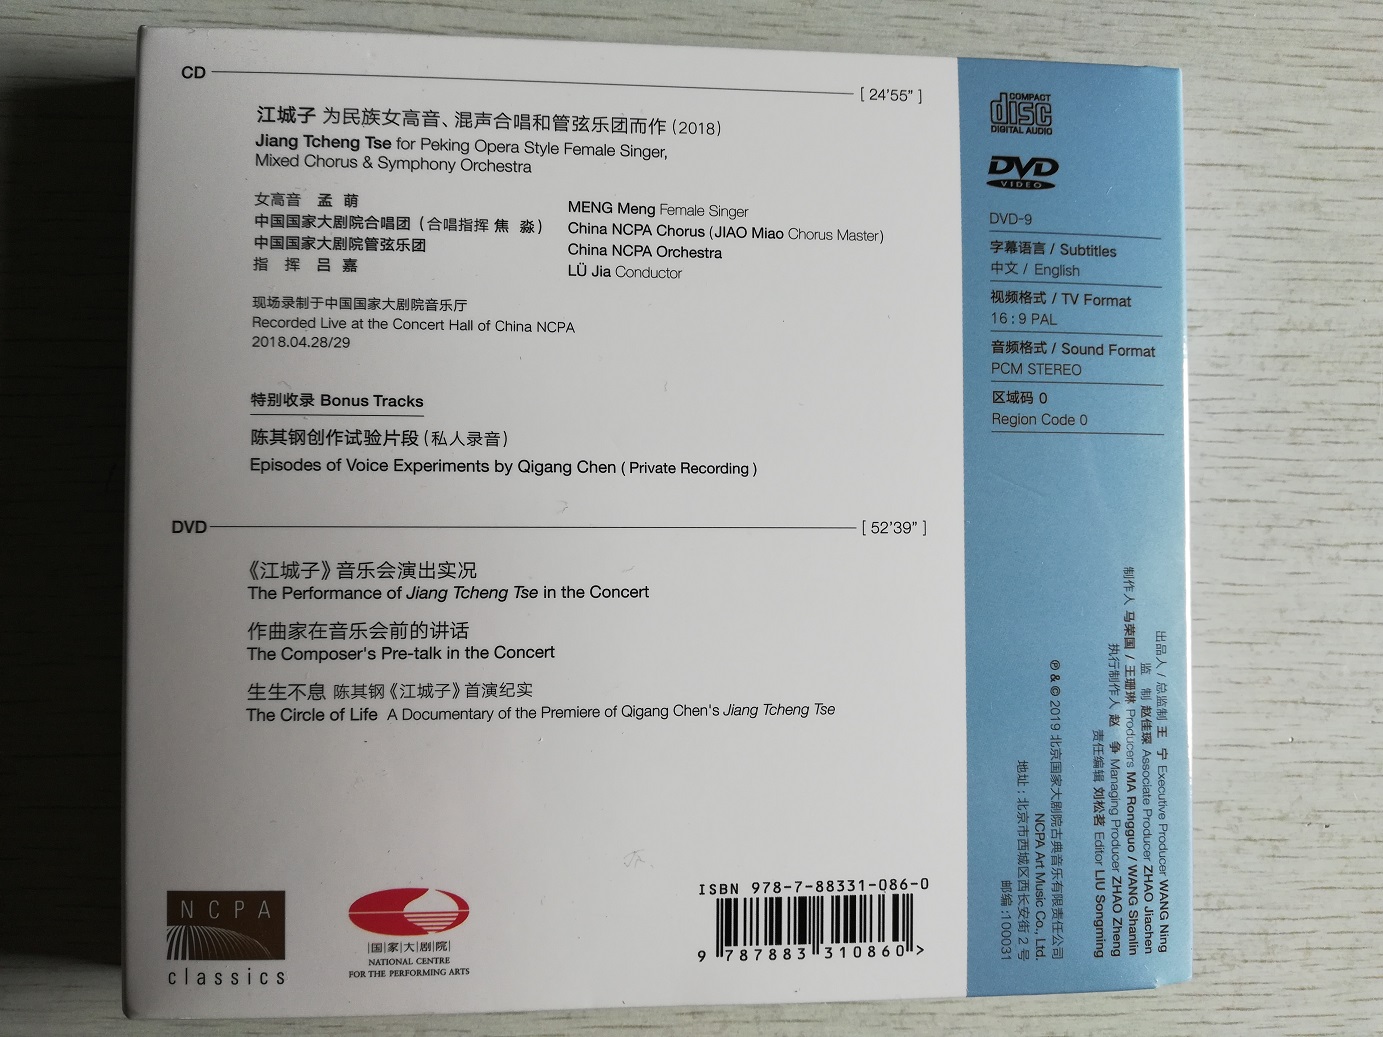 CD [ 24’55” ]
江城子 为民族女高音、混声合唱和管弦乐团而作(2018)
Jiang Tcheng Tse for Peking Opera Style Female Singer,
Mixed Chorus & Symphony Orchestra
女高音 孟 萌
中国国家大剧院合唱团(合唱指挥 焦 淼)
中国国家大剧院管弦乐团
指 挥 吕 嘉
MENG Meng Female Singer
China NCPA Chorus (JIAO Miao Chorus Master)
China NCPA Orchestra
LÜ Jia Conductor
现场录制于中国国家大剧院音乐厅
Recorded Live at the Concert Hall of China NCPA
2018.04.28/29
特别收录 Bonus Tracks
陈其钢创作试验片段(私人录音)
Episodes of Voice Experiments by Qigang Chen ( Private Recording )
DVD [ 52’39” ]
《江城子》音乐会演出实况
The Performance of Jiang Tcheng Tse in the Concert
作曲家在音乐会前的讲话
The Composer's Pre-talk in the Concert
生生不息 陈其钢《江城子》首演纪实
The Circle of Life A Documentary of the Premiere of Qigang Chen's Jiang Tcheng Tse
NCPA
classics
国家大剧院
NATIONAL CENTRE
FOR THE PERFORMING ARTS
ISBN 978-7-88331-086-0
9 787883 310860 >
COMPACT
disc
DIGITAL AUDIO
DVD
VIDEO
DVD-9
字幕语言 / Subtitles
中文 / English
视频格式 / TV Format
16 : 9 PAL
音频格式 / Sound Format
PCM STEREO
区域码 0
Region Code 0
出品人 / 总监制 王 宁 Executive Producer WANG Ning
监 制 赵佳琛 Associate Producer ZHAO Jiachen
制作人 马荣国 / 王珊琳 Producers MA Rongguo / WANG Shanlin
执行制作人 赵 争 Managing Producer ZHAO Zheng
责任编辑 刘松茗 Editor LIU Songming
℗ & © 2019 北京国家大剧院古典音乐有限责任公司
NCPA Art Music Co., Ltd.
地址 : 北京市西城区西长安街 2 号
邮编 : 100031